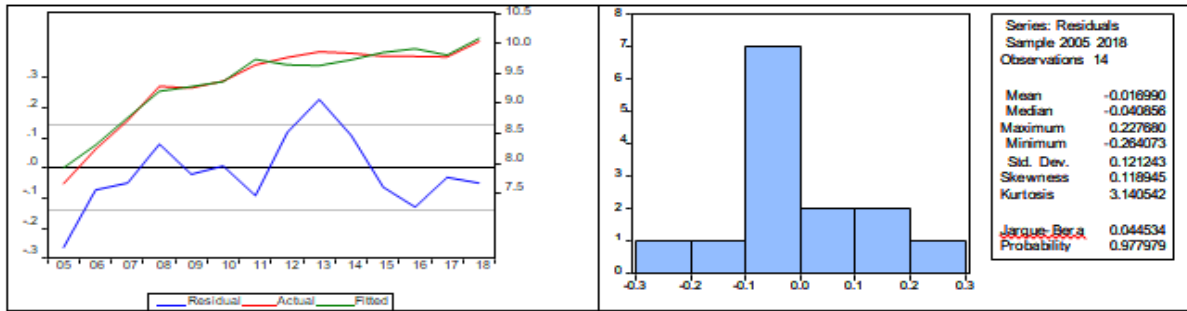 10.5
10.0
9.5
9.0
8.5
8.0
7.5
.3
.2
.1
.0
-.1
-.2
-.3
05 06 07 08 09 10 11 12 13 14 15 16 17 18
Residual Actual Fitted
8
7
6
5
4
3
2
1
0
-0.3 -0.2 -0.1 0.0 0.1 0.2 0.3
Series: Residuals
Sample 2005 2018
Observations 14
Mean -0.016990
Median -0.040856
Maximum 0.227680
Minimum -0.264073
Std. Dev. 0.121243
Skewness 0.118945
Kurtosis 3.140542
Jarque-Bera 0.044534
Probability 0.977979